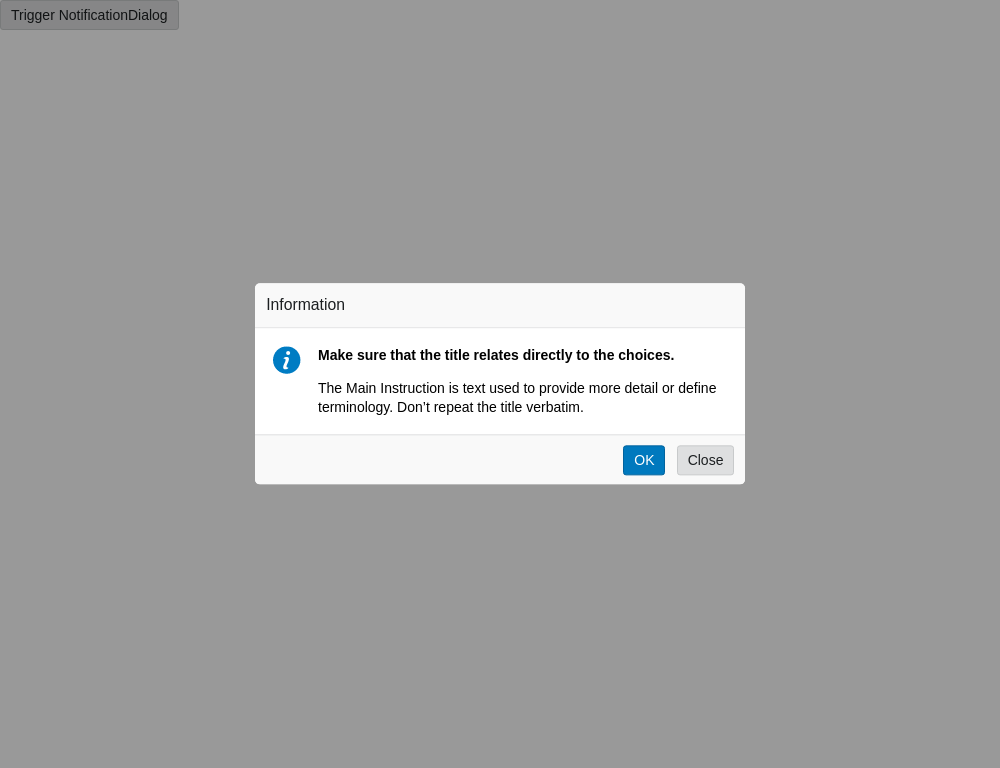 Trigger NotificationDialog
Information
Make sure that the title relates directly to the choices.
The Main Instruction is text used to provide more detail or define
terminology. Don’t repeat the title verbatim.
OK Close